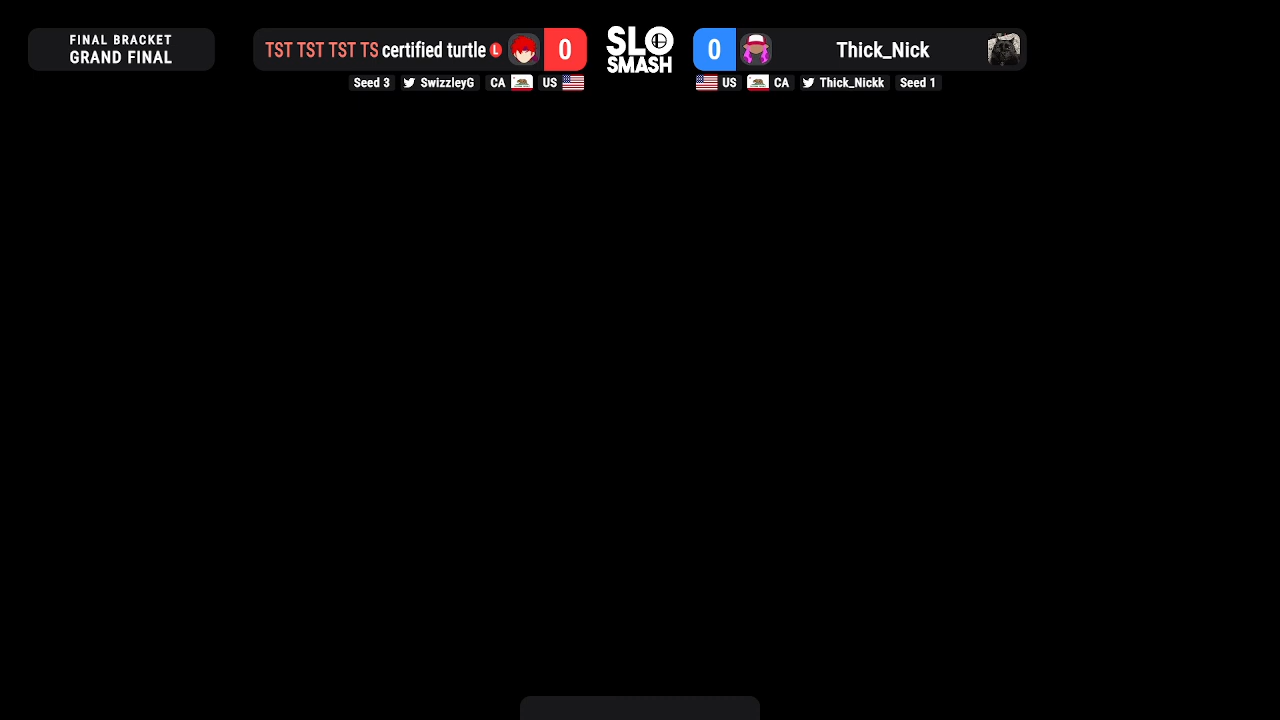 FINAL BRACKET
GRAND FINAL
TST TST TST TS certified turtle L 0
SLO
SMASH
0 Thick_Nick
Seed 3 SwizzleyG CA US
US CA Thick_Nickk Seed 1